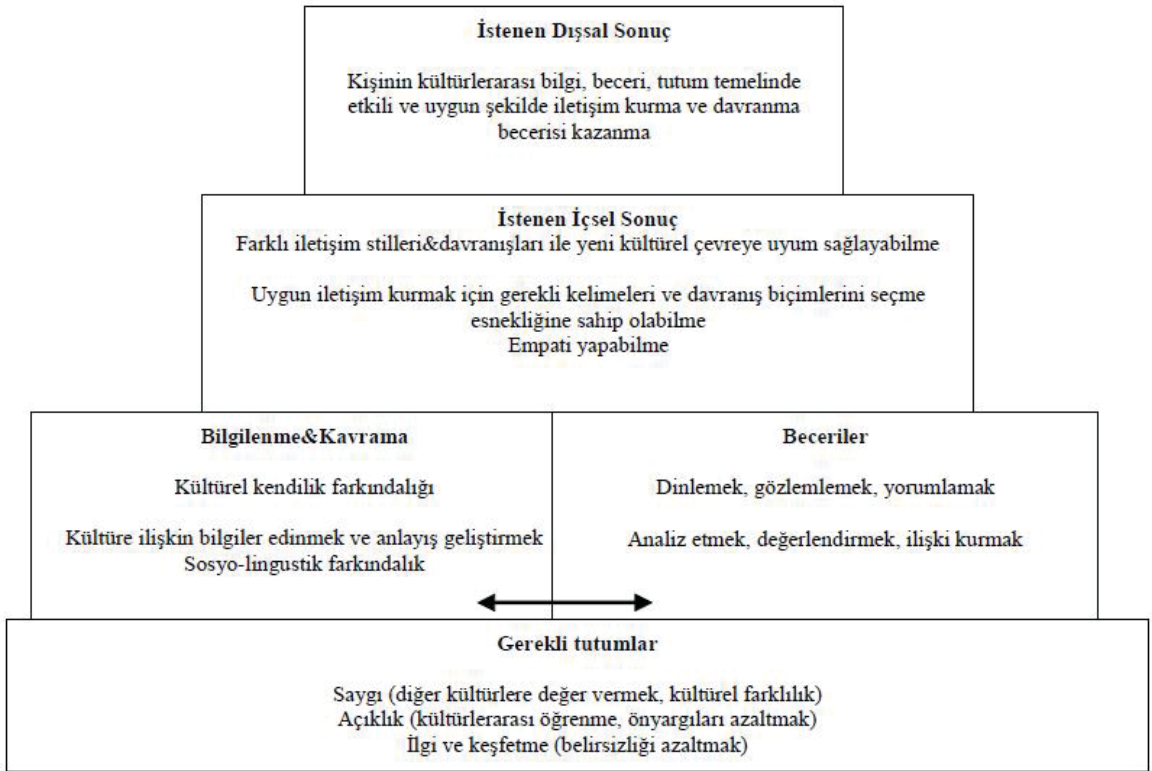 İstenen Dışsal Sonuç
Kişinin kültürlerarası bilgi, beceri, tutum temelinde
etkili ve uygun şekilde iletişim kurma ve davranma
becerisi kazanma
İstenen İçsel Sonuç
Farklı iletişim stilleri&davranışları ile yeni kültürel çevreye uyum sağlayabilme
Uygun iletişim kurmak için gerekli kelimeleri ve davranış biçimlerini seçme
esnekliğine sahip olabilme
Empati yapabilme
Bilgilenme&Kavrama
Kültürel kendilik farkındalığı
Kültüre ilişkin bilgiler edinmek ve anlayış geliştirmek
Sosyo-lingustik farkındalık
Beceriler
Dinlemek, gözlemlemek, yorumlamak
Analiz etmek, değerlendirmek, ilişki kurmak
Gerekli tutumlar
Saygı (diğer kültürlere değer vermek, kültürel farklılık)
Açıklık (kültürlerarası öğrenme, önyargıları azaltmak)
İlgi ve keşfetme (belirsizliği azaltmak)